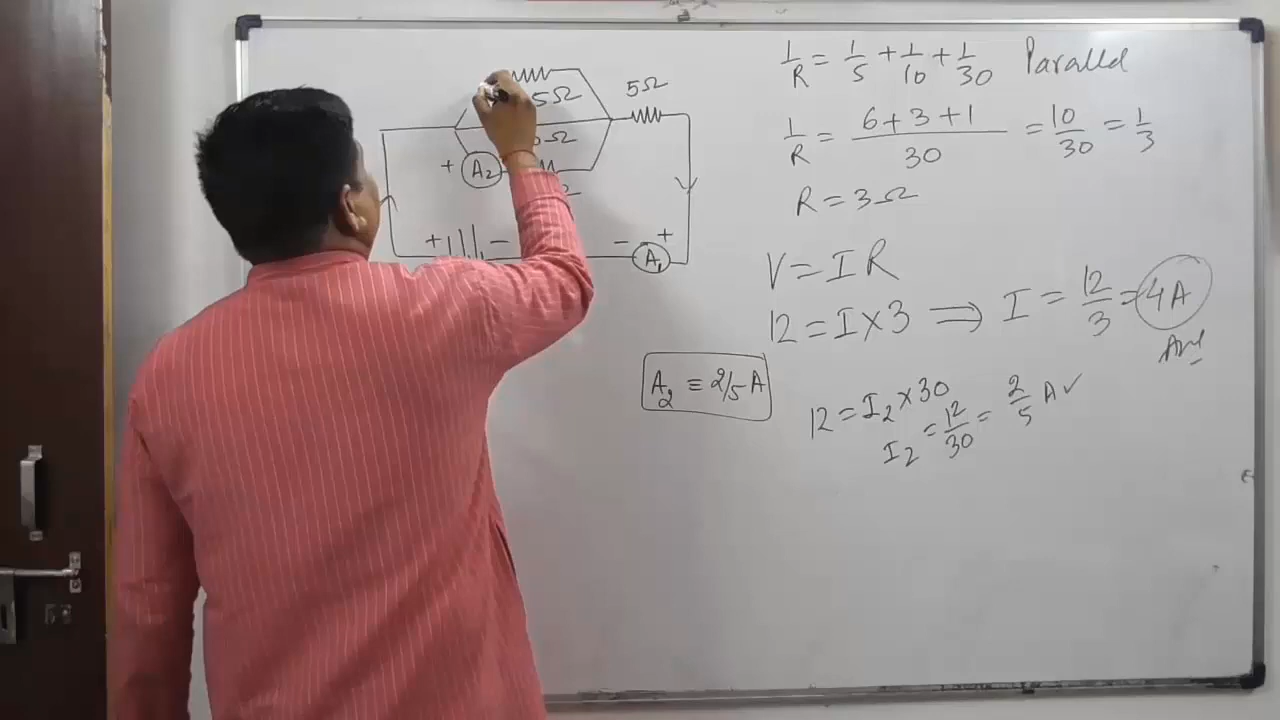 5Ω
5Ω
+ A₂
+ − − +
A₁
1/R = 1/5 + 1/10 + 1/30 Parallel
1/R = (6+3+1)/30 = 10/30 = 1/3
R = 3Ω
V = IR
12 = I×3 ⟹ I = 12/3 = 4A
Ans
A₂ ≡ 2/5 A
12 = I₂×30
I₂ = 12/30 = 2/5 A ✓